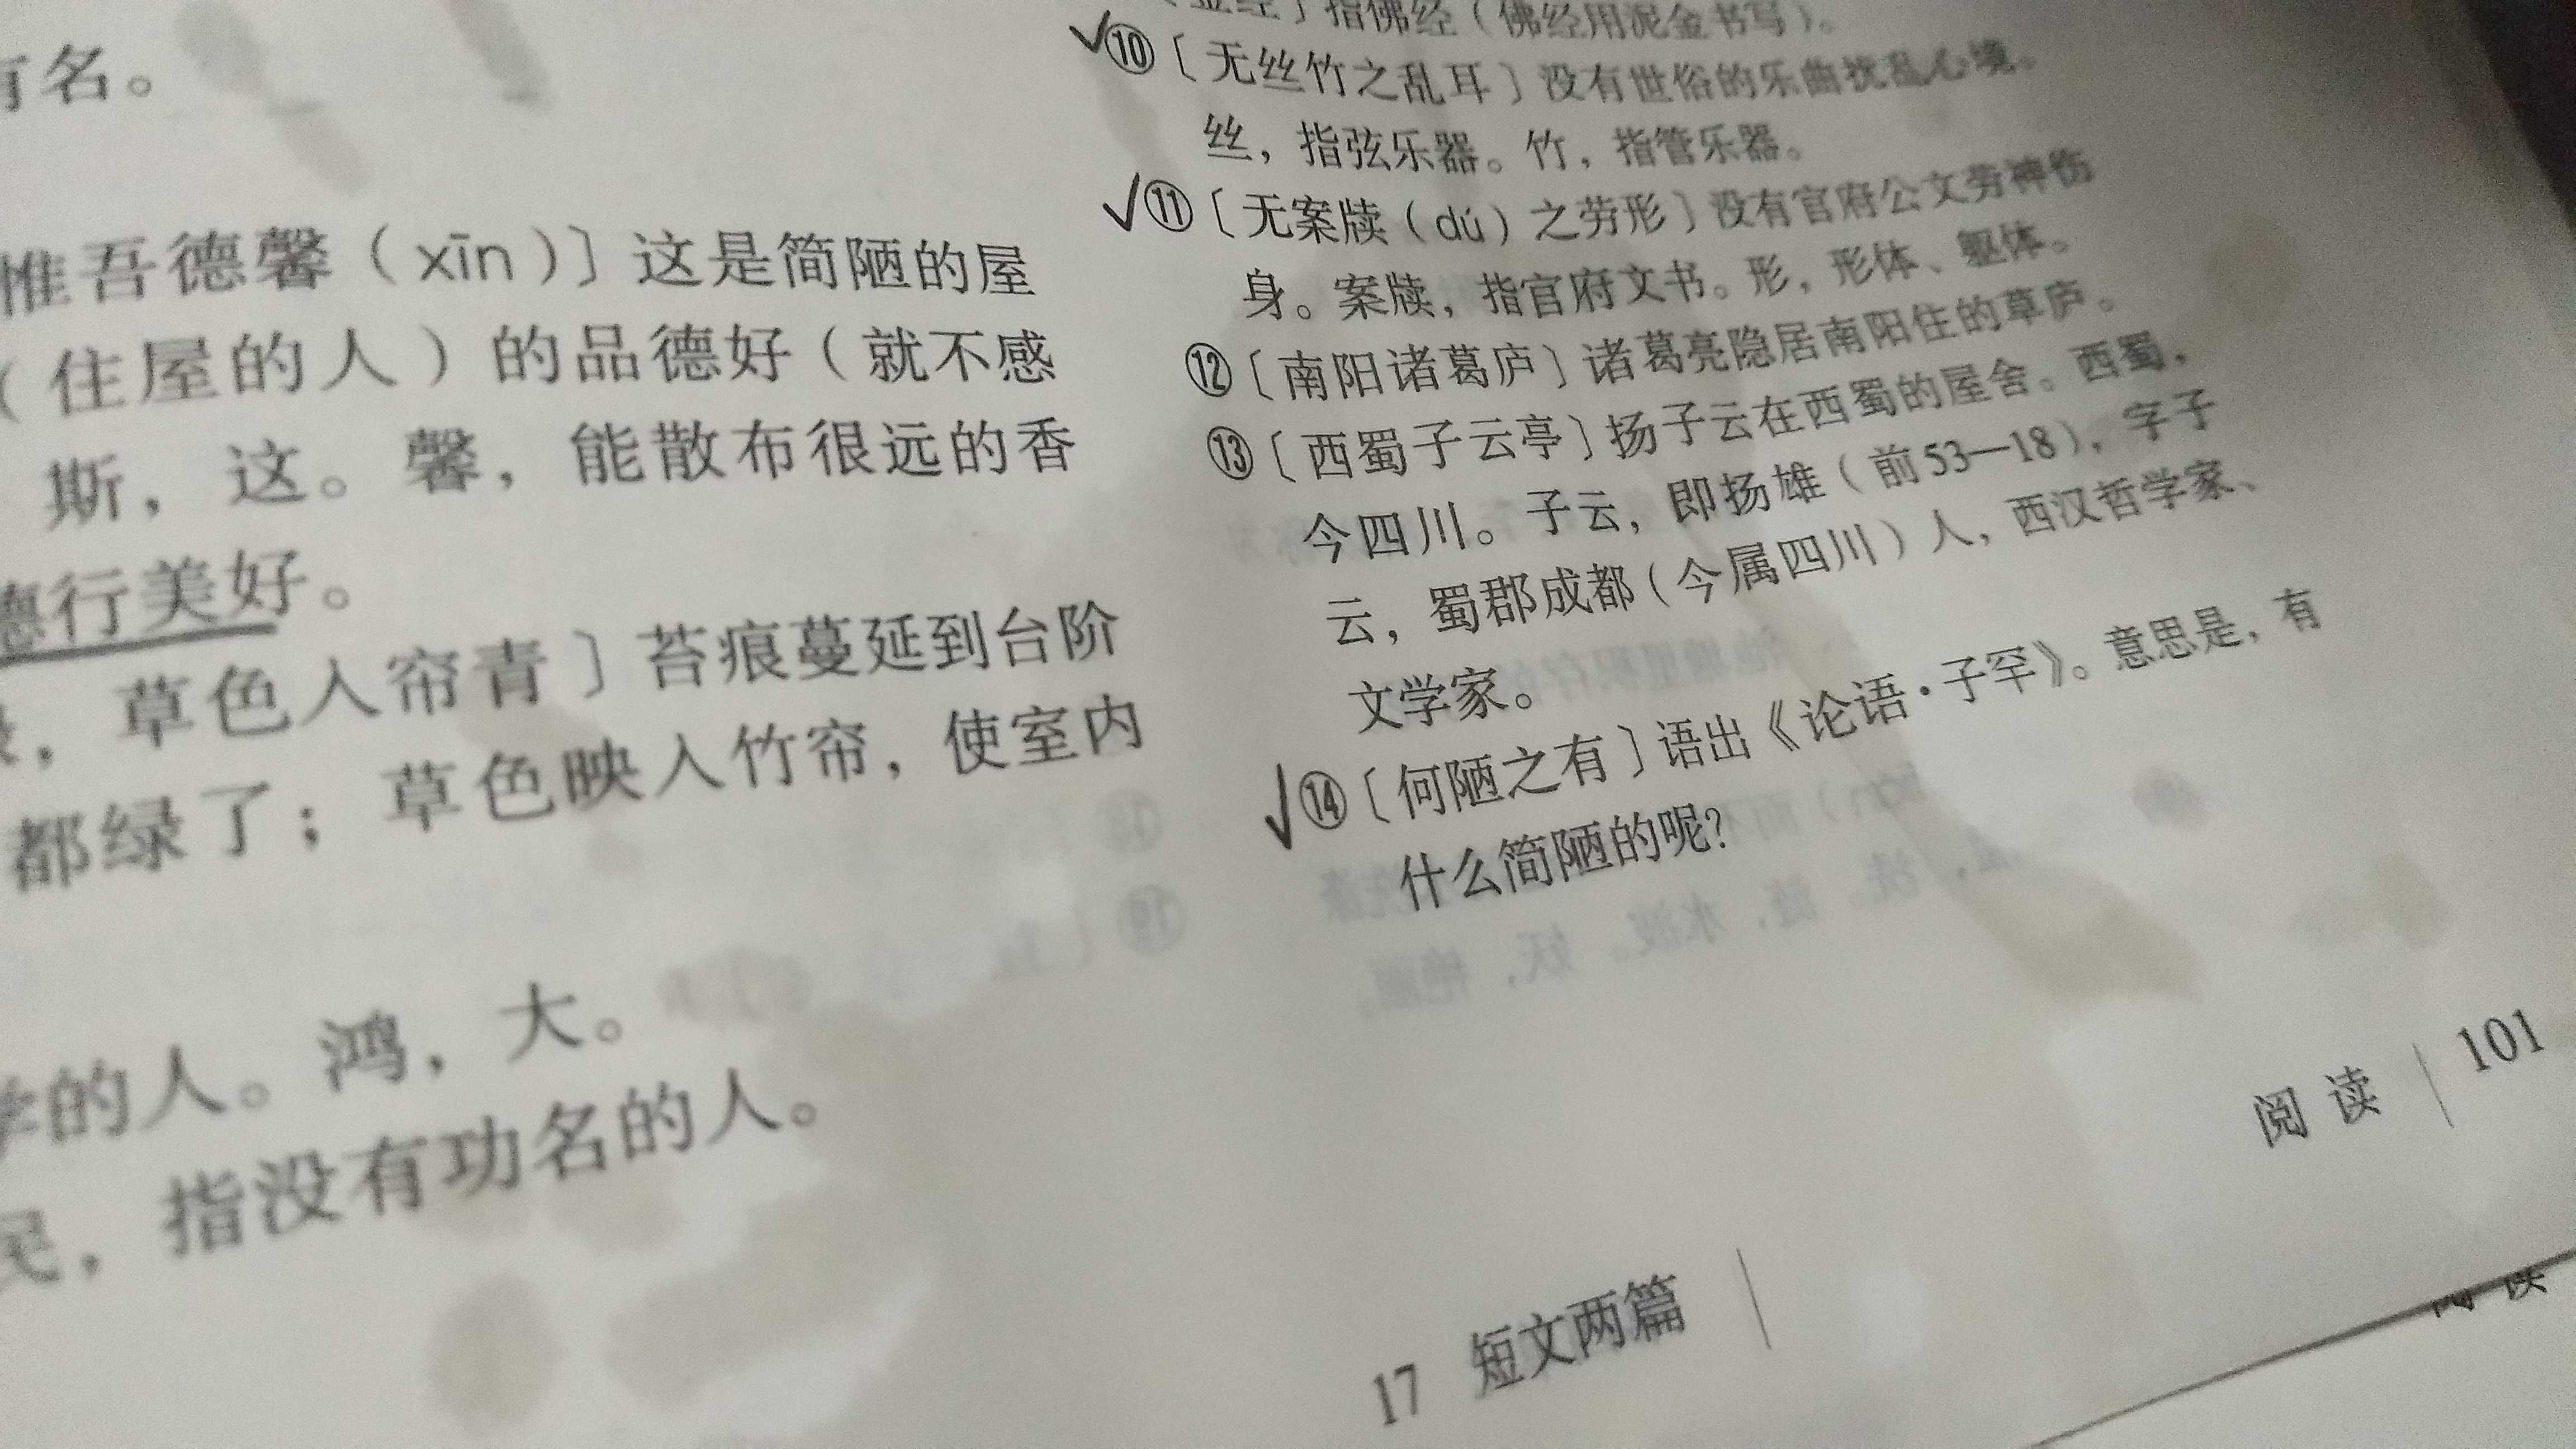 有名。
惟吾德馨（xīn）〕这是简陋的屋
（住屋的人）的品德好（就不感
斯，这。馨，能散布很远的香
德行美好。
，草色入帘青〕苔痕蔓延到台阶
都绿了；草色映入竹帘，使室内
学的人。鸿，大。
民，指没有功名的人。
〔金经〕指佛经（佛经用泥金书写）。
⑩〔无丝竹之乱耳〕没有世俗的乐曲扰乱心境。
丝，指弦乐器。竹，指管乐器。
⑪〔无案牍（dú）之劳形〕没有官府公文劳神伤
身。案牍，指官府文书。形，形体、躯体。
⑫〔南阳诸葛庐〕诸葛亮隐居南阳住的草庐。
⑬〔西蜀子云亭〕扬子云在西蜀的屋舍。西蜀，
今四川。子云，即扬雄（前53—18），字子
云，蜀郡成都（今属四川）人，西汉哲学家、
文学家。
⑭〔何陋之有〕语出《论语·子罕》。意思是，有
什么简陋的呢？
阅读 101
17 短文两篇